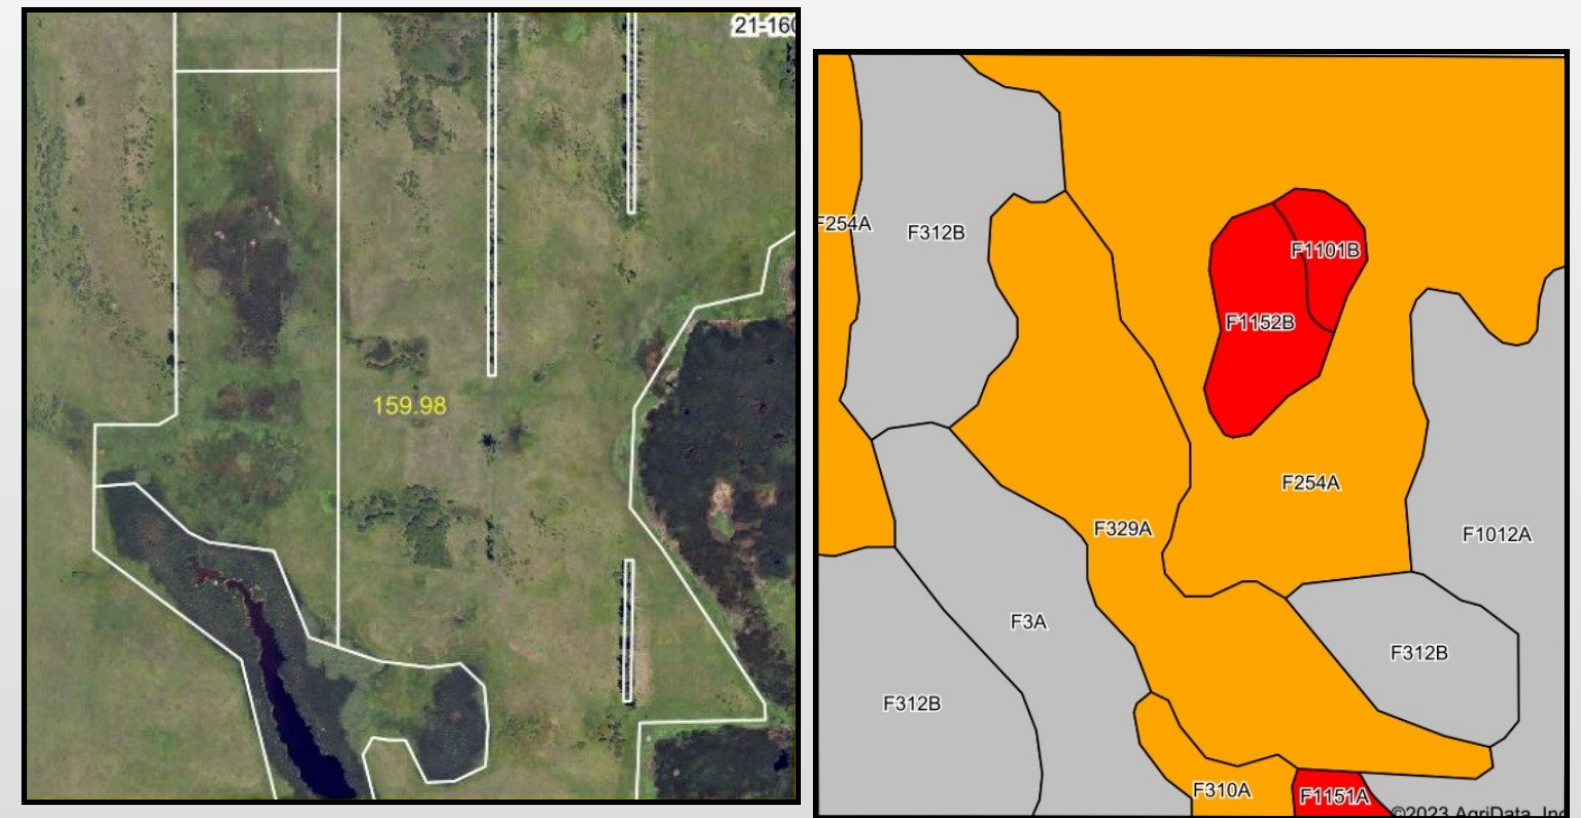 21-160
159.98
F254A
F312B
F1101B
F1152B
F254A
F329A
F1012A
F3A
F312B
F312B
F310A
F1151A
©2023 AgriData, Inc